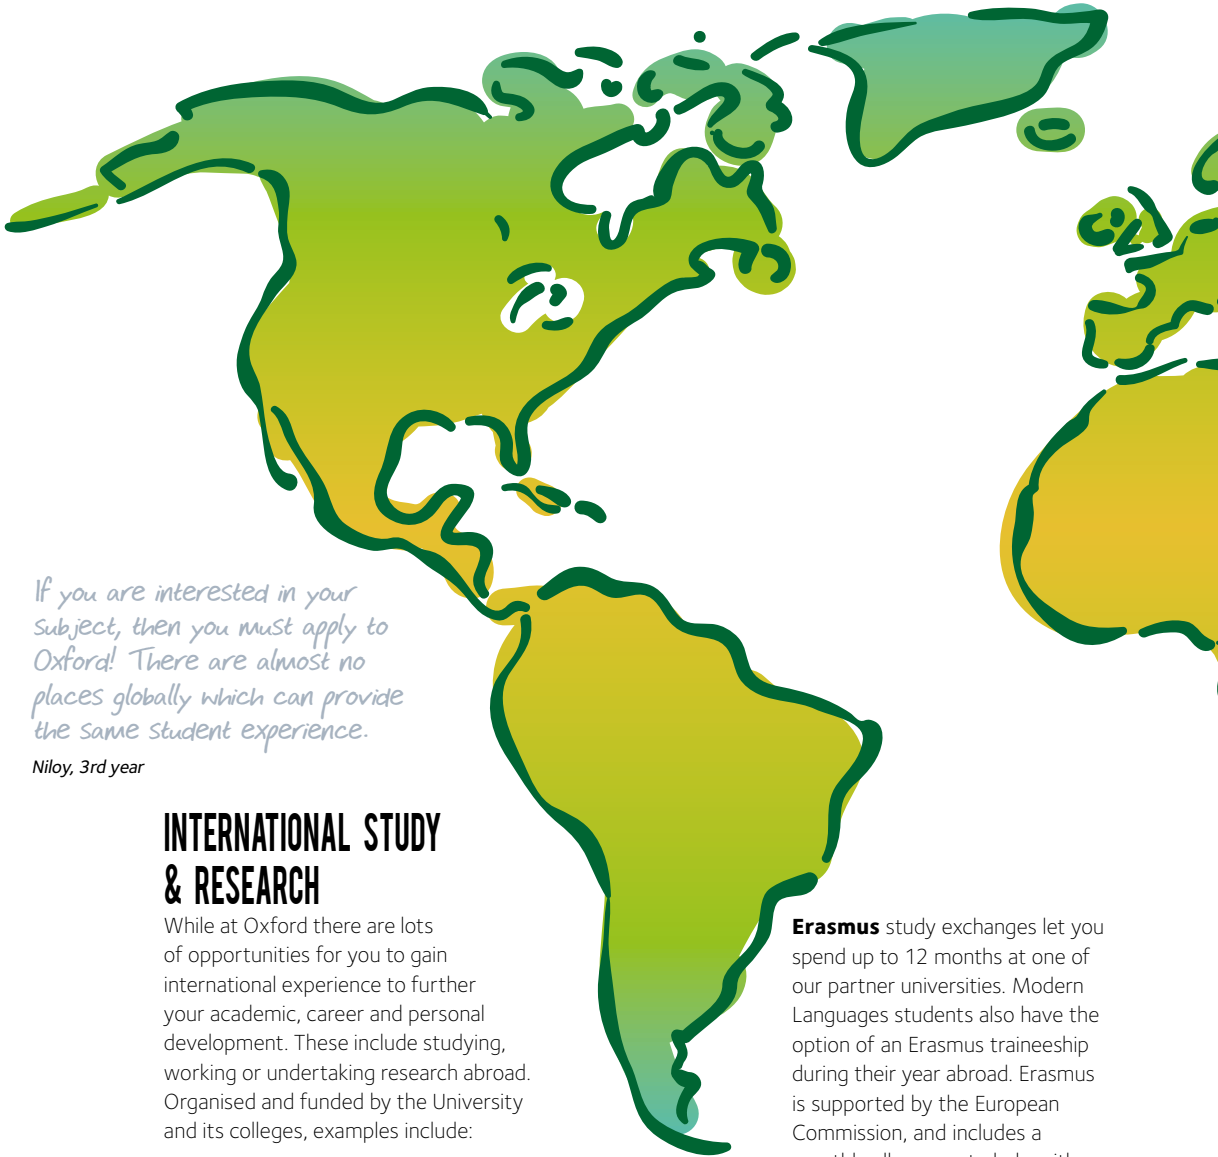 If you are interested in your
subject, then you must apply to
Oxford! There are almost no
places globally which can provide
the same student experience.
Niloy, 3rd year
INTERNATIONAL STUDY
& RESEARCH
While at Oxford there are lots
of opportunities for you to gain
international experience to further
your academic, career and personal
development. These include studying,
working or undertaking research abroad.
Organised and funded by the University
and its colleges, examples include:
Erasmus study exchanges let you
spend up to 12 months at one of
our partner universities. Modern
Languages students also have the
option of an Erasmus traineeship
during their year abroad. Erasmus
is supported by the European
Commission, and includes a